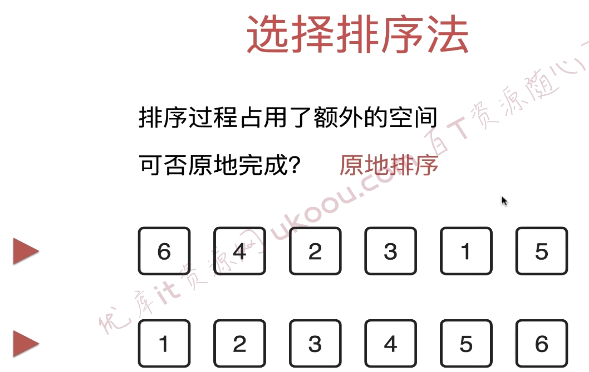 选择排序法
排序过程占用了额外的空间
可否原地完成? 原地排序
6 4 2 3 1 5
1 2 3 4 5 6
优库it资源网 ukoou.com 百T资源随心